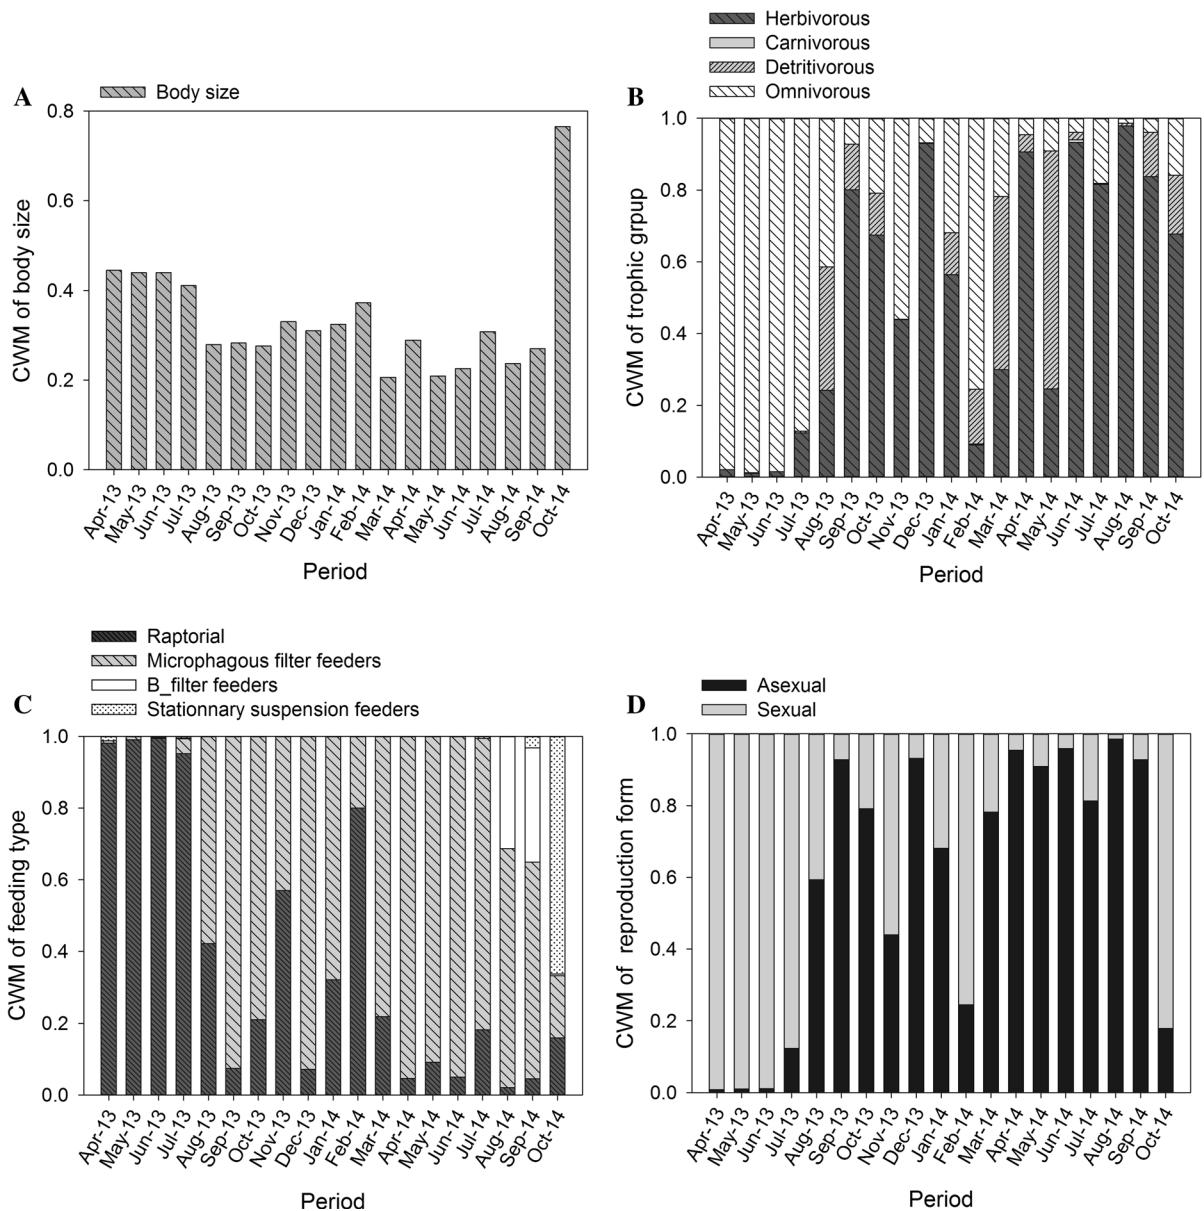 A
Body size
CWM of body size
0.8
0.6
0.4
0.2
0.0
Apr-13
May-13
Jun-13
Jul-13
Aug-13
Sep-13
Oct-13
Nov-13
Dec-13
Jan-14
Feb-14
Mar-14
Apr-14
May-14
Jun-14
Jul-14
Aug-14
Sep-14
Oct-14
Period
B
Herbivorous
Carnivorous
Detritivorous
Omnivorous
CWM of trophic grpup
1.0
0.8
0.6
0.4
0.2
0.0
Apr-13
May-13
Jun-13
Jul-13
Aug-13
Sep-13
Oct-13
Nov-13
Dec-13
Jan-14
Feb-14
Mar-14
Apr-14
May-14
Jun-14
Jul-14
Aug-14
Sep-14
Oct-14
Period
C
Raptorial
Microphagous filter feeders
B_filter feeders
Stationnary suspension feeders
CWM of feeding type
1.0
0.8
0.6
0.4
0.2
0.0
Apr-13
May-13
Jun-13
Jul-13
Aug-13
Sep-13
Oct-13
Nov-13
Dec-13
Jan-14
Feb-14
Mar-14
Apr-14
May-14
Jun-14
Jul-14
Aug-14
Sep-14
Oct-14
Period
D
Asexual
Sexual
CWM of reproduction form
1.0
0.8
0.6
0.4
0.2
0.0
Apr-13
May-13
Jun-13
Jul-13
Aug-13
Sep-13
Oct-13
Nov-13
Dec-13
Jan-14
Feb-14
Mar-14
Apr-14
May-14
Jun-14
Jul-14
Aug-14
Sep-14
Oct-14
Period